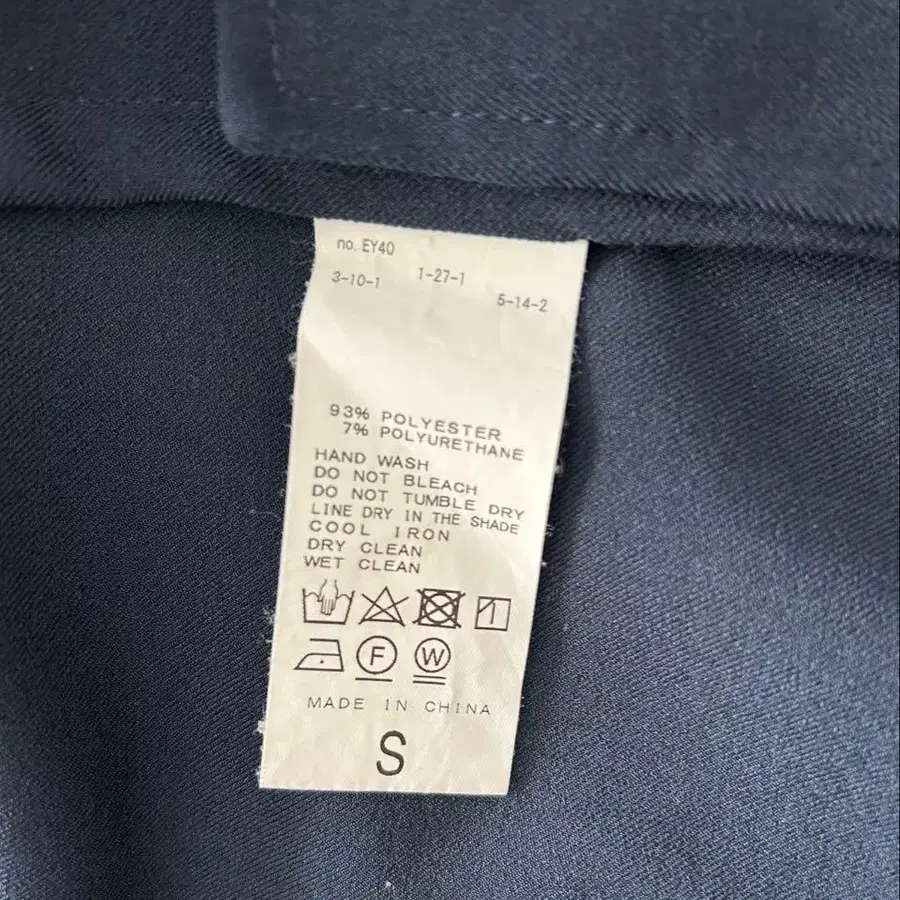 no. EY40
3-10-1 1-27-1 5-14-2
93% POLYESTER
7% POLYURETHANE
HAND WASH
DO NOT BLEACH
DO NOT TUMBLE DRY
LINE DRY IN THE SHADE
COOL IRON
DRY CLEAN
WET CLEAN
F W
MADE IN CHINA
S